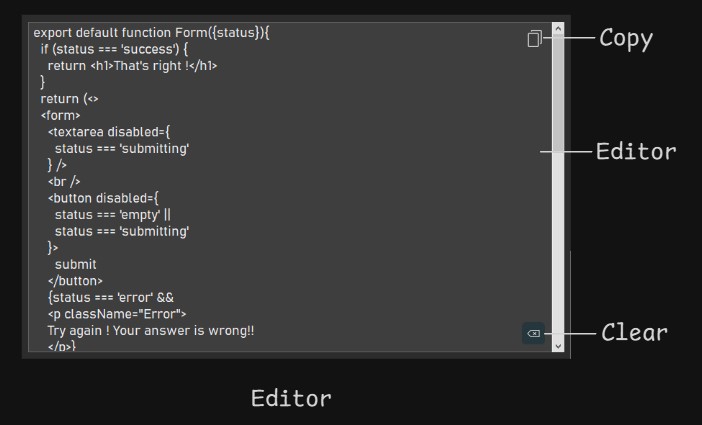 export default function Form({status}){
if (status === 'success') {
return <h1>That's right !</h1>
}
return (<>
<form>
<textarea disabled={
status === 'submitting'
} />
<br />
<button disabled={
status === 'empty' ||
status === 'submitting'
}>
submit
</button>
{status === 'error' &&
<p className="Error">
Try again ! Your answer is wrong!!
</p>}
Copy
Editor
Clear
Editor